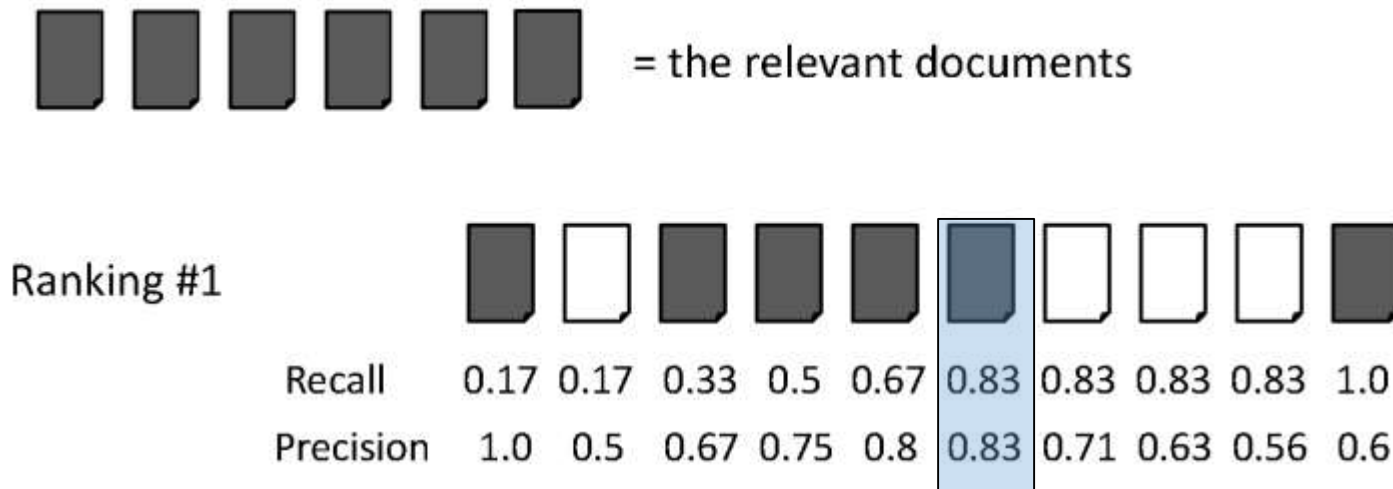 = the relevant documents
Ranking #1
Recall 0.17 0.17 0.33 0.5 0.67 0.83 0.83 0.83 0.83 1.0
Precision 1.0 0.5 0.67 0.75 0.8 0.83 0.71 0.63 0.56 0.6